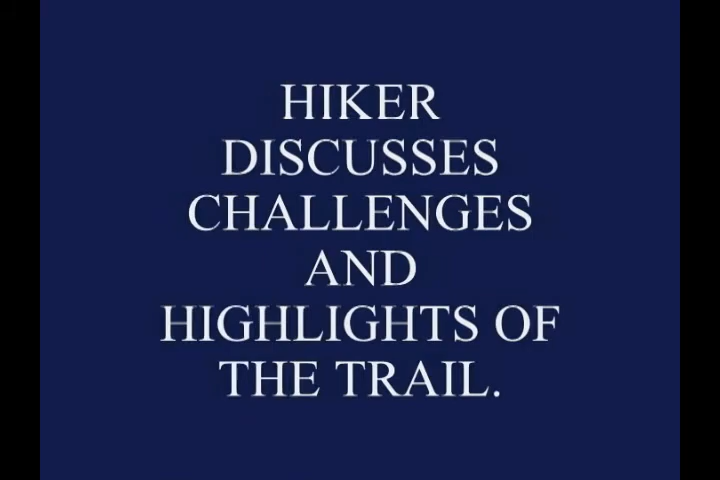 HIKER
DISCUSSES
CHALLENGES
AND
HIGHLIGHTS OF
THE TRAIL.